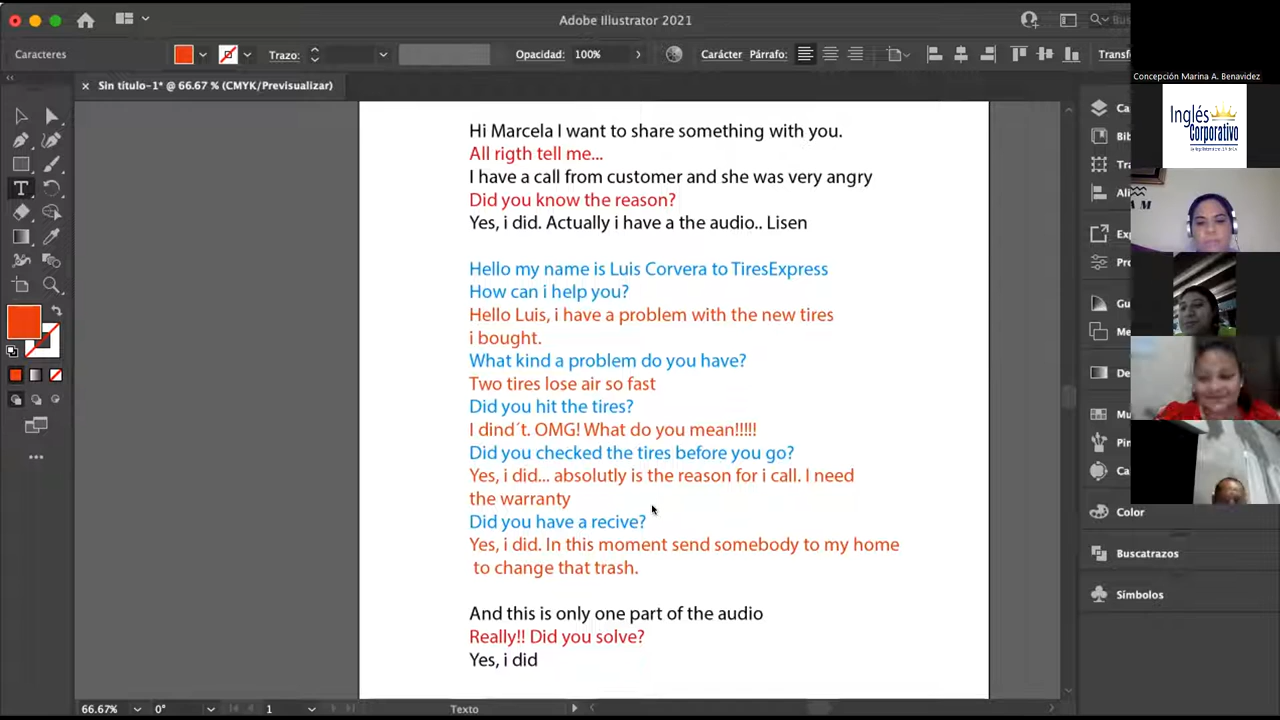 Adobe Illustrator 2021
Caracteres
Trazo:
Opacidad: 100%
Carácter Párrafo:
Sin título-1* @ 66.67 % (CMYK/Previsualizar)
Hi Marcela I want to share something with you.
All rigth tell me...
I have a call from customer and she was very angry
Did you know the reason?
Yes, i did. Actually i have a the audio.. Lisen
Hello my name is Luis Corvera to TiresExpress
How can i help you?
Hello Luis, i have a problem with the new tires
i bought.
What kind a problem do you have?
Two tires lose air so fast
Did you hit the tires?
I dind´t. OMG! What do you mean!!!!!
Did you checked the tires before you go?
Yes, i did... absolutly is the reason for i call. I need
the warranty
Did you have a recive?
Yes, i did. In this moment send somebody to my home
to change that trash.
And this is only one part of the audio
Really!! Did you solve?
Yes, i did
66.67% 0° 1 Texto
Color
Buscatrazos
Símbolos
Concepción Marina A. Benavidez
Inglés
Corporativo